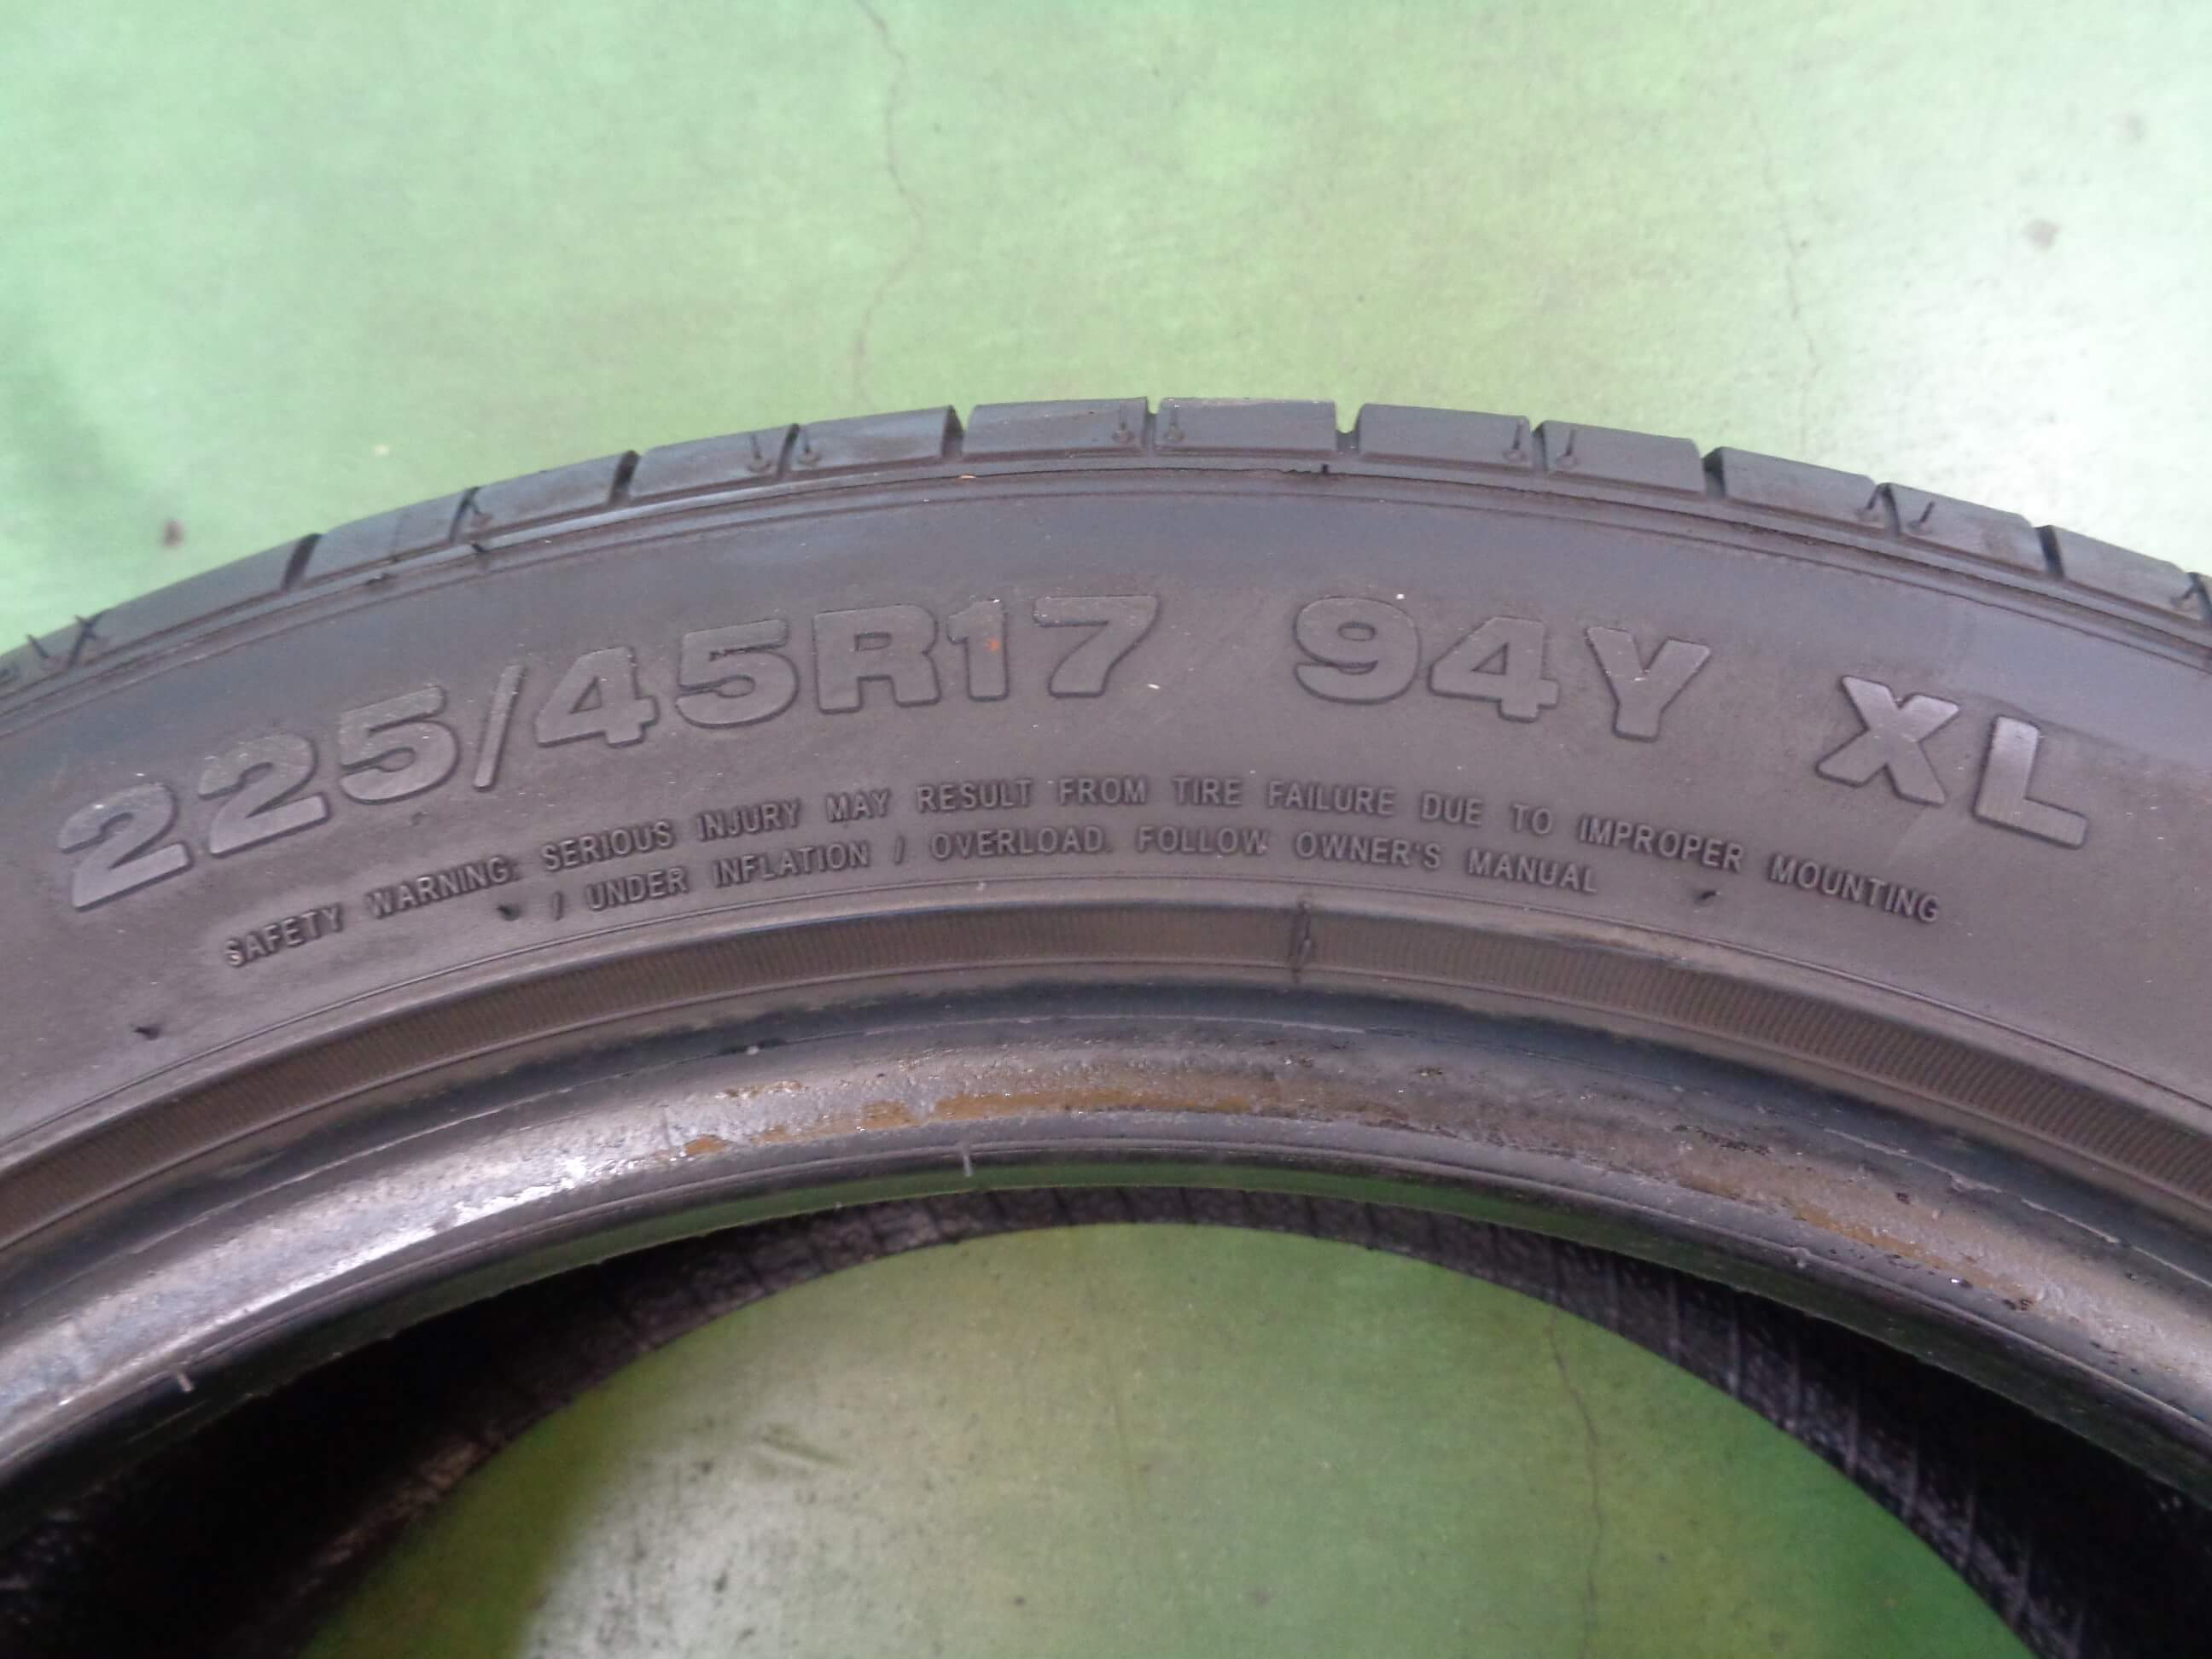 225/45R17 94Y XL
SAFETY WARNING: SERIOUS INJURY MAY RESULT FROM TIRE FAILURE DUE TO IMPROPER MOUNTING
/ UNDER INFLATION / OVERLOAD. FOLLOW OWNER'S MANUAL